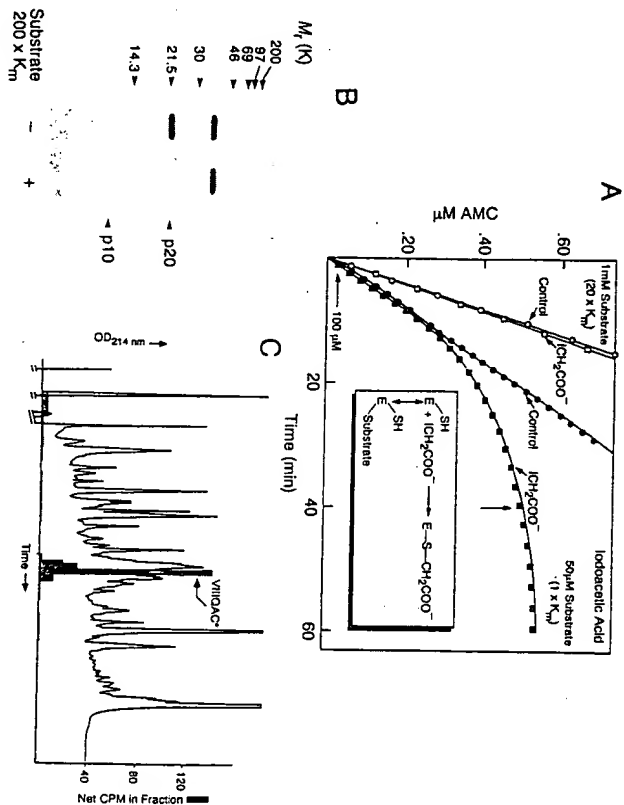 A
μM AMC
.20
.40
.60
1mM Substrate
(20 x Km)
Control
ICH2COO⁻
Control
ICH2COO⁻
Iodoacetic Acid
50μM Substrate
(1 x Km)
100 μM
SH
E
E + ICH2COO⁻
E—S—CH2COO⁻
SH
E
Substrate
20
40
60
Time (min)
B
Mr (K)
200
97
69
46
30
21.5
14.3
p20
p10
Substrate
200 x Km
−
+
C
OD214 nm
VIIIQAC*
Time
40
80
120
Net CPM in Fraction